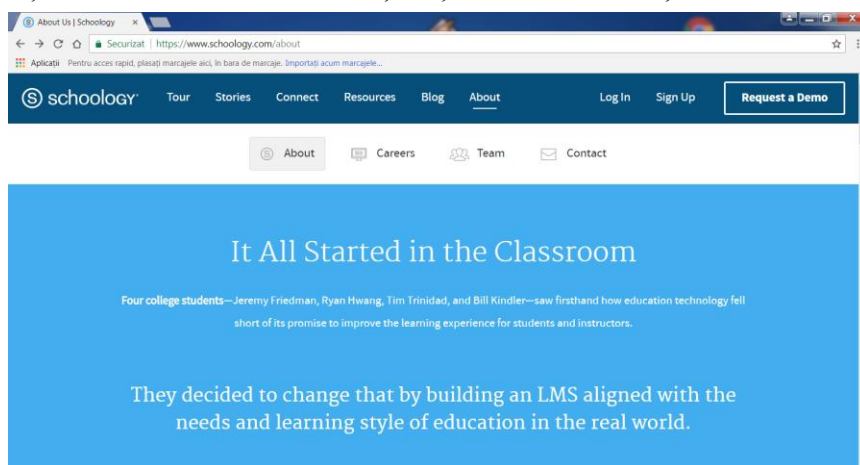 About Us | Schoology
Securizat | https://www.schoology.com/about
Aplicații Pentru acces rapid, plasați marcajele aici, în bara de marcaje. Importați acum marcajele...
schoology Tour Stories Connect Resources Blog About Log In Sign Up Request a Demo
About Careers Team Contact
It All Started in the Classroom
Four college students—Jeremy Friedman, Ryan Hwang, Tim Trinidad, and Bill Kindler—saw firsthand how education technology fell
short of its promise to improve the learning experience for students and instructors.
They decided to change that by building an LMS aligned with the
needs and learning style of education in the real world.